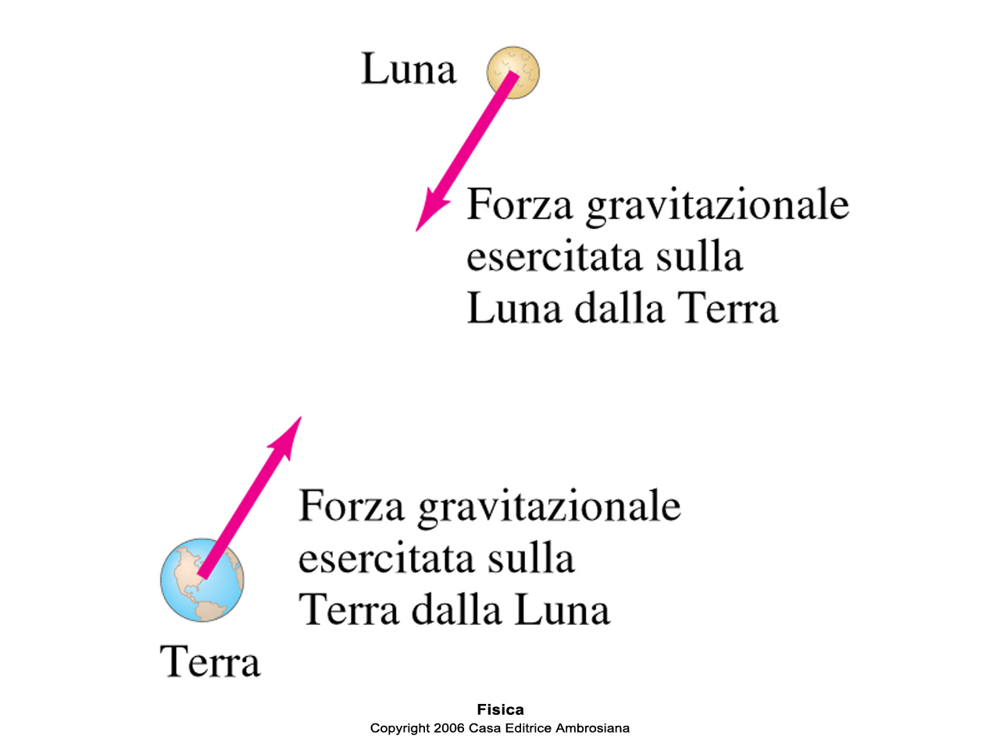 Luna
Forza gravitazionale
esercitata sulla
Luna dalla Terra
Forza gravitazionale
esercitata sulla
Terra dalla Luna
Terra
Fisica
Copyright 2006 Casa Editrice Ambrosiana